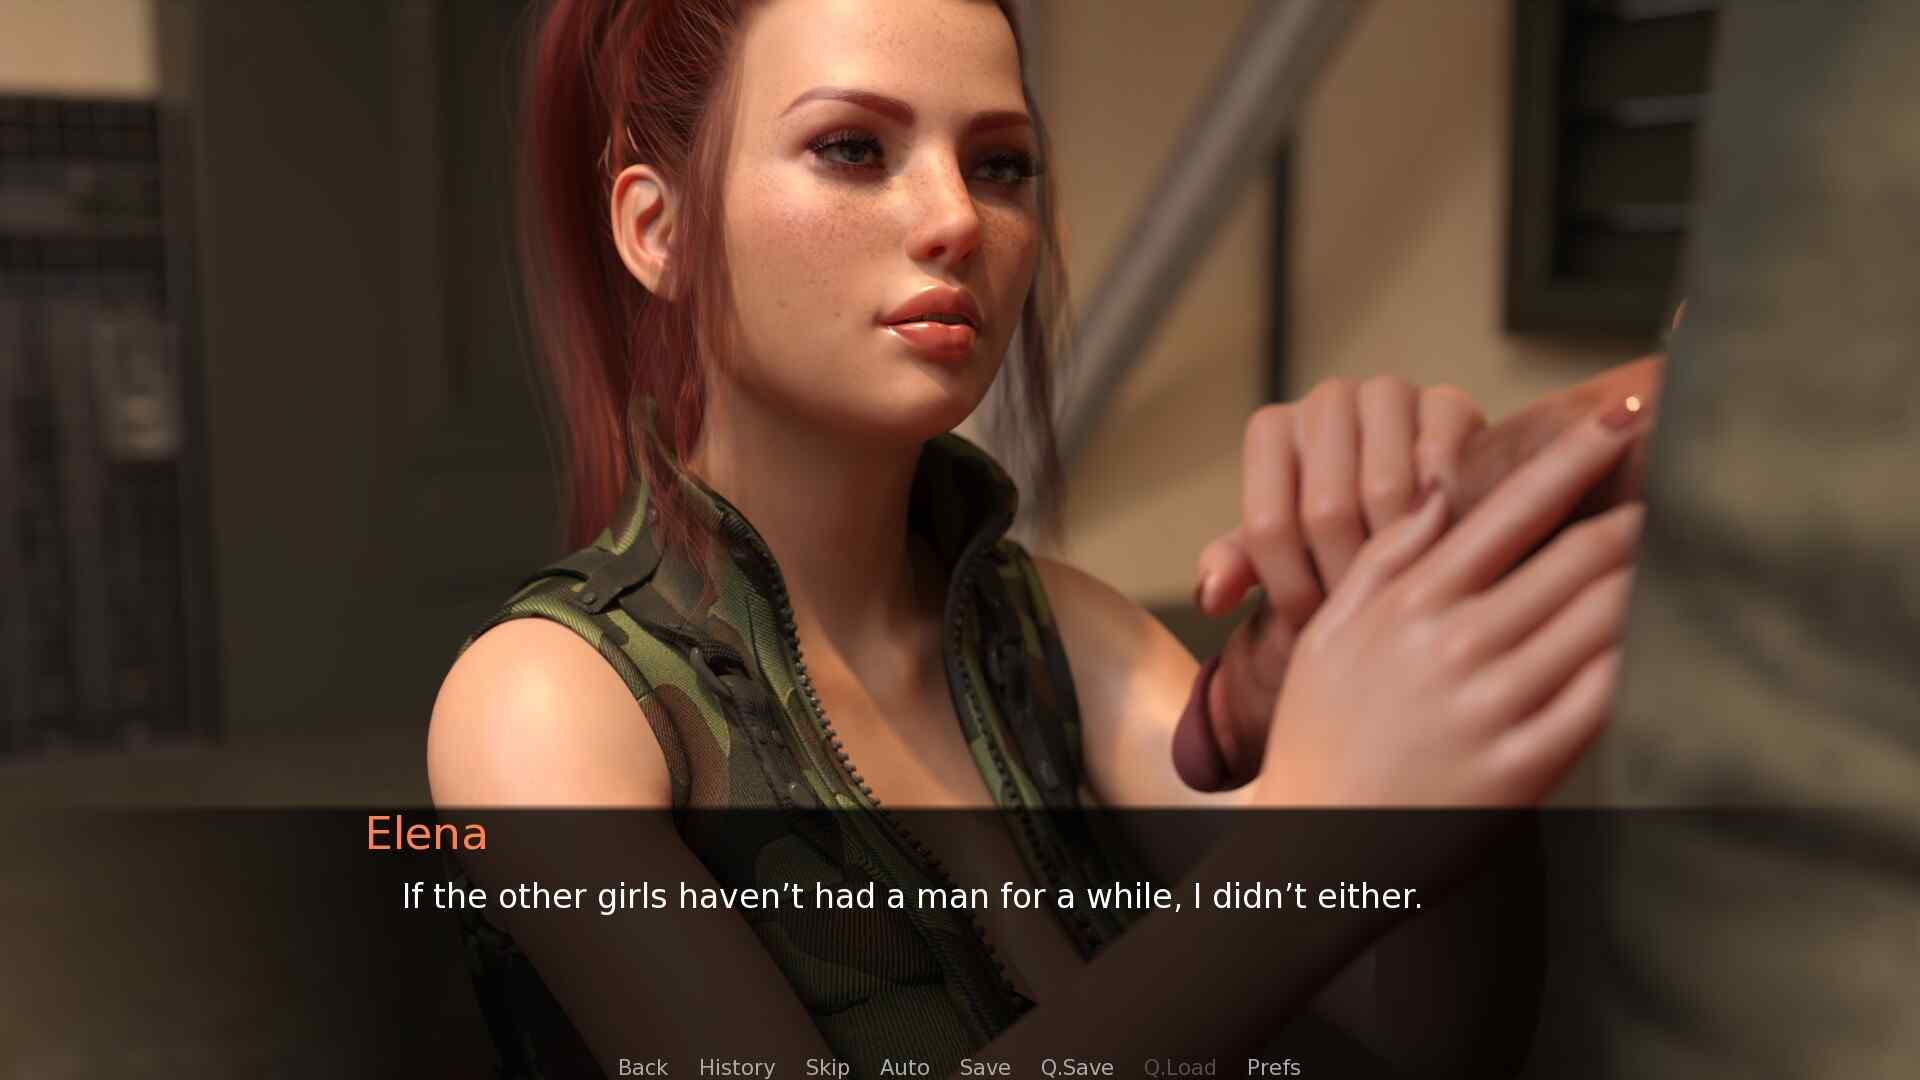 Elena
If the other girls haven’t had a man for a while, I didn’t either.
Back History Skip Auto Save Q.Save Q.Load Prefs